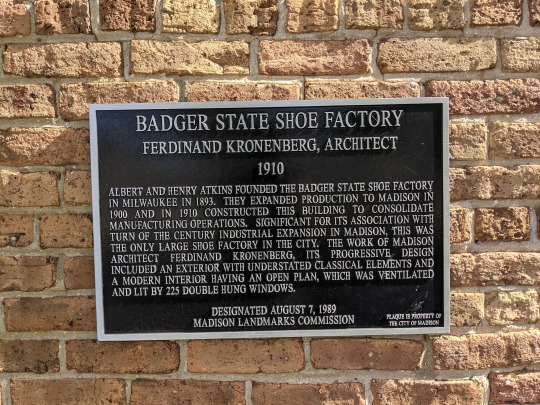 BADGER STATE SHOE FACTORY
FERDINAND KRONENBERG, ARCHITECT
1910
ALBERT AND HENRY ATKINS FOUNDED THE BADGER STATE SHOE FACTORY
IN MILWAUKEE IN 1893. THEY EXPANDED PRODUCTION TO MADISON IN
1900 AND IN 1910 CONSTRUCTED THIS BUILDING TO CONSOLIDATE
MANUFACTURING OPERATIONS. SIGNIFICANT FOR ITS ASSOCIATION WITH
TURN OF THE CENTURY INDUSTRIAL EXPANSION IN MADISON, THIS WAS
THE ONLY LARGE SHOE FACTORY IN THE CITY. THE WORK OF MADISON
ARCHITECT FERDINAND KRONENBERG, ITS PROGRESSIVE DESIGN
INCLUDED AN EXTERIOR WITH UNDERSTATED CLASSICAL ELEMENTS AND
A MODERN INTERIOR HAVING AN OPEN PLAN, WHICH WAS VENTILATED
AND LIT BY 225 DOUBLE HUNG WINDOWS.
DESIGNATED AUGUST 7, 1989
MADISON LANDMARKS COMMISSION
PLAQUE IS PROPERTY OF
THE CITY OF MADISON